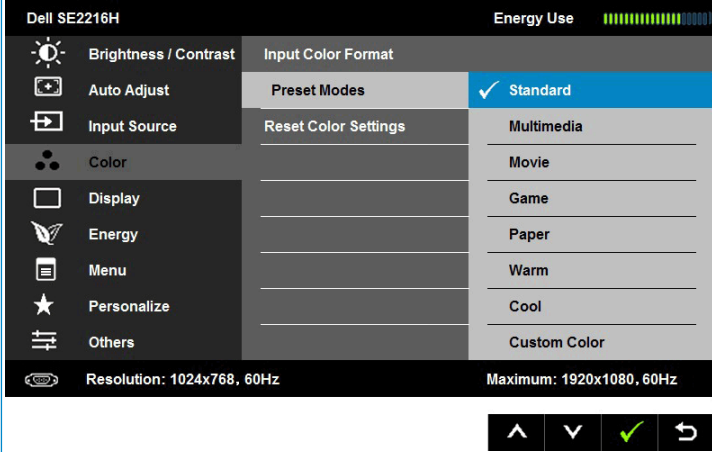 Dell SE2216H Energy Use
Brightness / Contrast Input Color Format
Auto Adjust Preset Modes Standard
Input Source Reset Color Settings Multimedia
Color Movie
Display Game
Energy Paper
Menu Warm
Personalize Cool
Others Custom Color
Resolution: 1024x768, 60Hz Maximum: 1920x1080, 60Hz